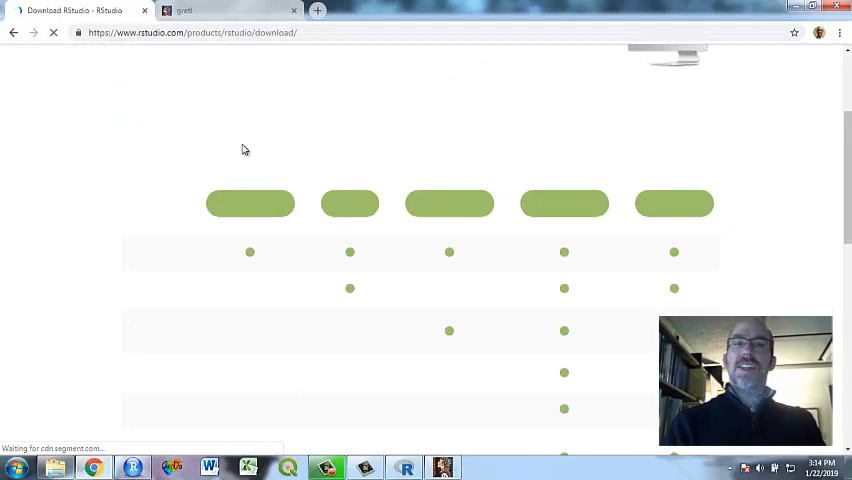 Download RStudio - RStudio
gretl
https://www.rstudio.com/products/rstudio/download/
Waiting for cdn.segment.com...
3:14 PM
1/22/2019